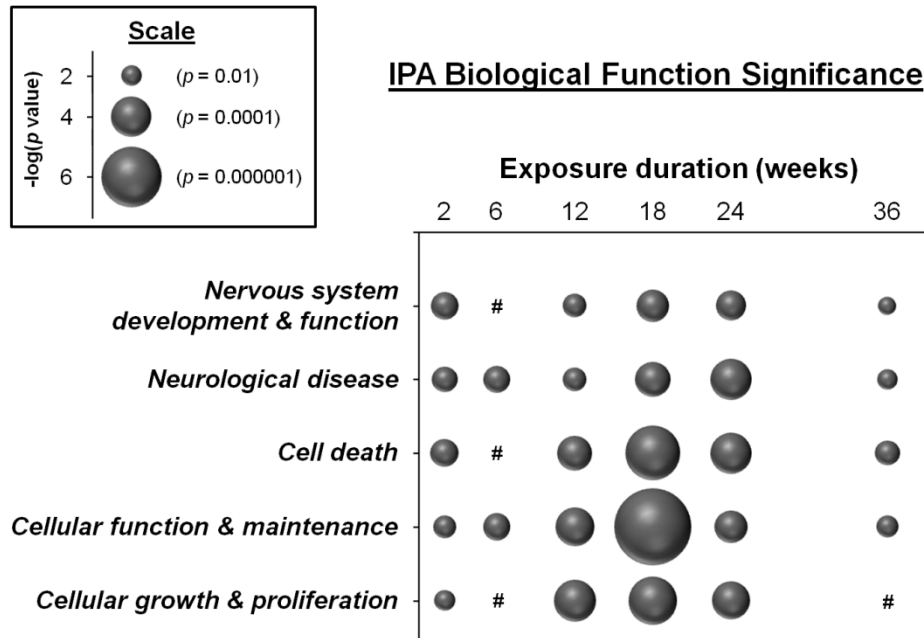 Scale
-log(p value)
2 (p = 0.01)
4 (p = 0.0001)
6 (p = 0.000001)
IPA Biological Function Significance
Exposure duration (weeks)
2 6 12 18 24 36
Nervous system
development & function
#
Neurological disease
Cell death
#
Cellular function & maintenance
Cellular growth & proliferation
# #